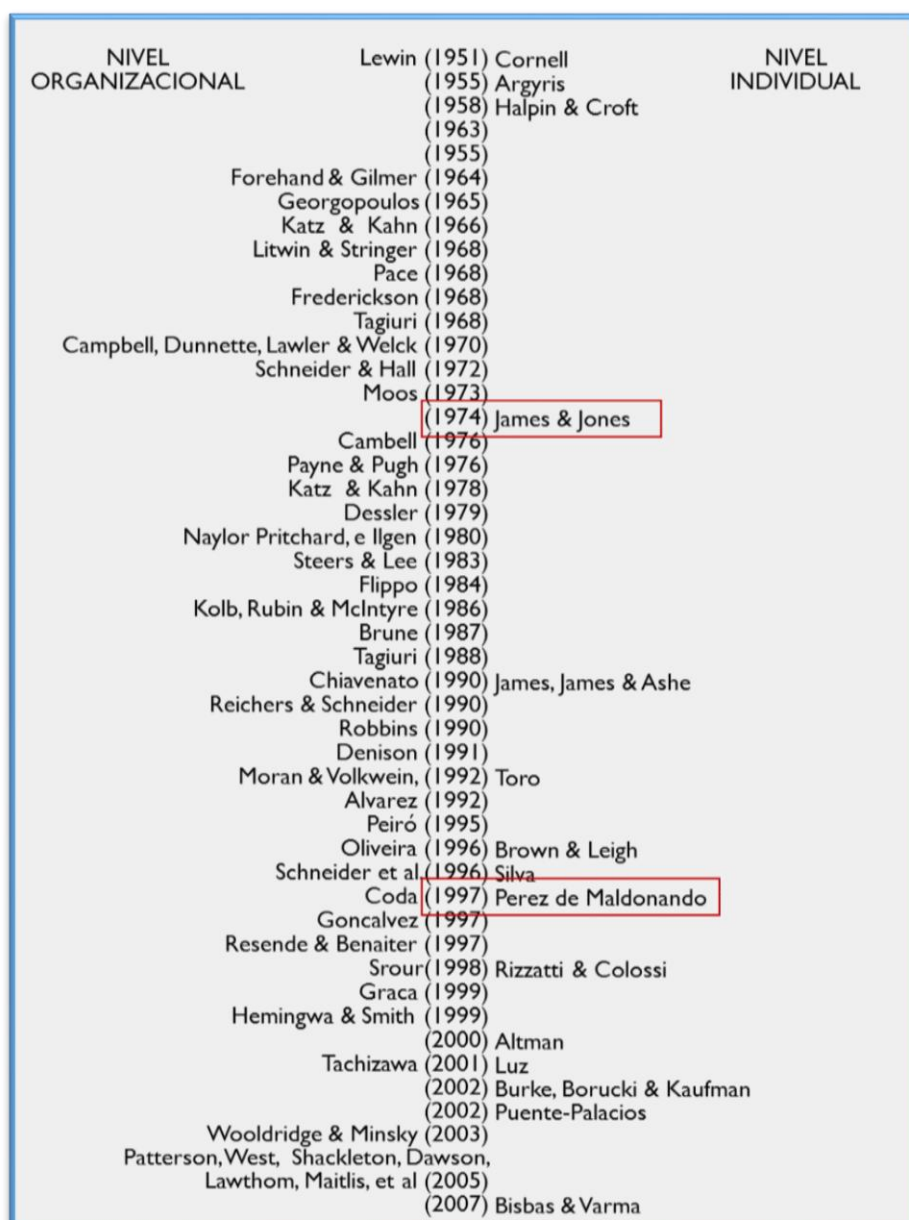 NIVEL ORGANIZACIONAL
NIVEL INDIVIDUAL
Lewin (1951) Cornell
(1955) Argyris
(1958) Halpin & Croft
(1963)
(1955)
Forehand & Gilmer (1964)
Georgopoulos (1965)
Katz & Kahn (1966)
Litwin & Stringer (1968)
Pace (1968)
Frederickson (1968)
Tagiuri (1968)
Campbell, Dunnette, Lawler & Welck (1970)
Schneider & Hall (1972)
Moos (1973)
(1974) James & Jones
Cambell (1976)
Payne & Pugh (1976)
Katz & Kahn (1978)
Dessler (1979)
Naylor Pritchard, e Ilgen (1980)
Steers & Lee (1983)
Flippo (1984)
Kolb, Rubin & McIntyre (1986)
Brune (1987)
Tagiuri (1988)
Chiavenato (1990) James, James & Ashe
Reichers & Schneider (1990)
Robbins (1990)
Denison (1991)
Moran & Volkwein, (1992) Toro
Alvarez (1992)
Peiró (1995)
Oliveira (1996) Brown & Leigh
Schneider et al. (1996) Silva
Coda (1997) Perez de Maldonando
Goncalvez (1997)
Resende & Benaiter (1997)
Srour(1998) Rizzatti & Colossi
Graca (1999)
Hemingwa & Smith (1999)
(2000) Altman
Tachizawa (2001) Luz
(2002) Burke, Borucki & Kaufman
(2002) Puente-Palacios
Wooldridge & Minsky (2003)
Patterson, West, Shackleton, Dawson,
Lawthom, Maitlis, et al (2005)
(2007) Bisbas & Varma